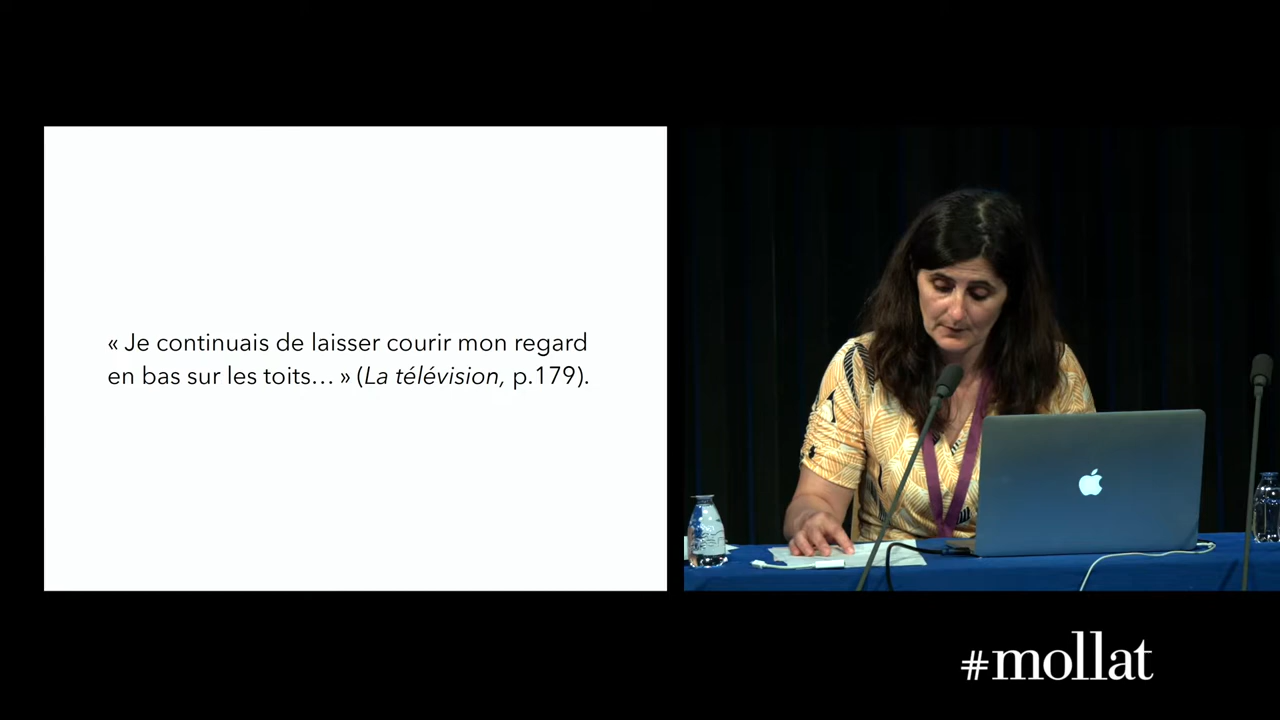 « Je continuais de laisser courir mon regard
en bas sur les toits… » (La télévision, p.179).
#mollat